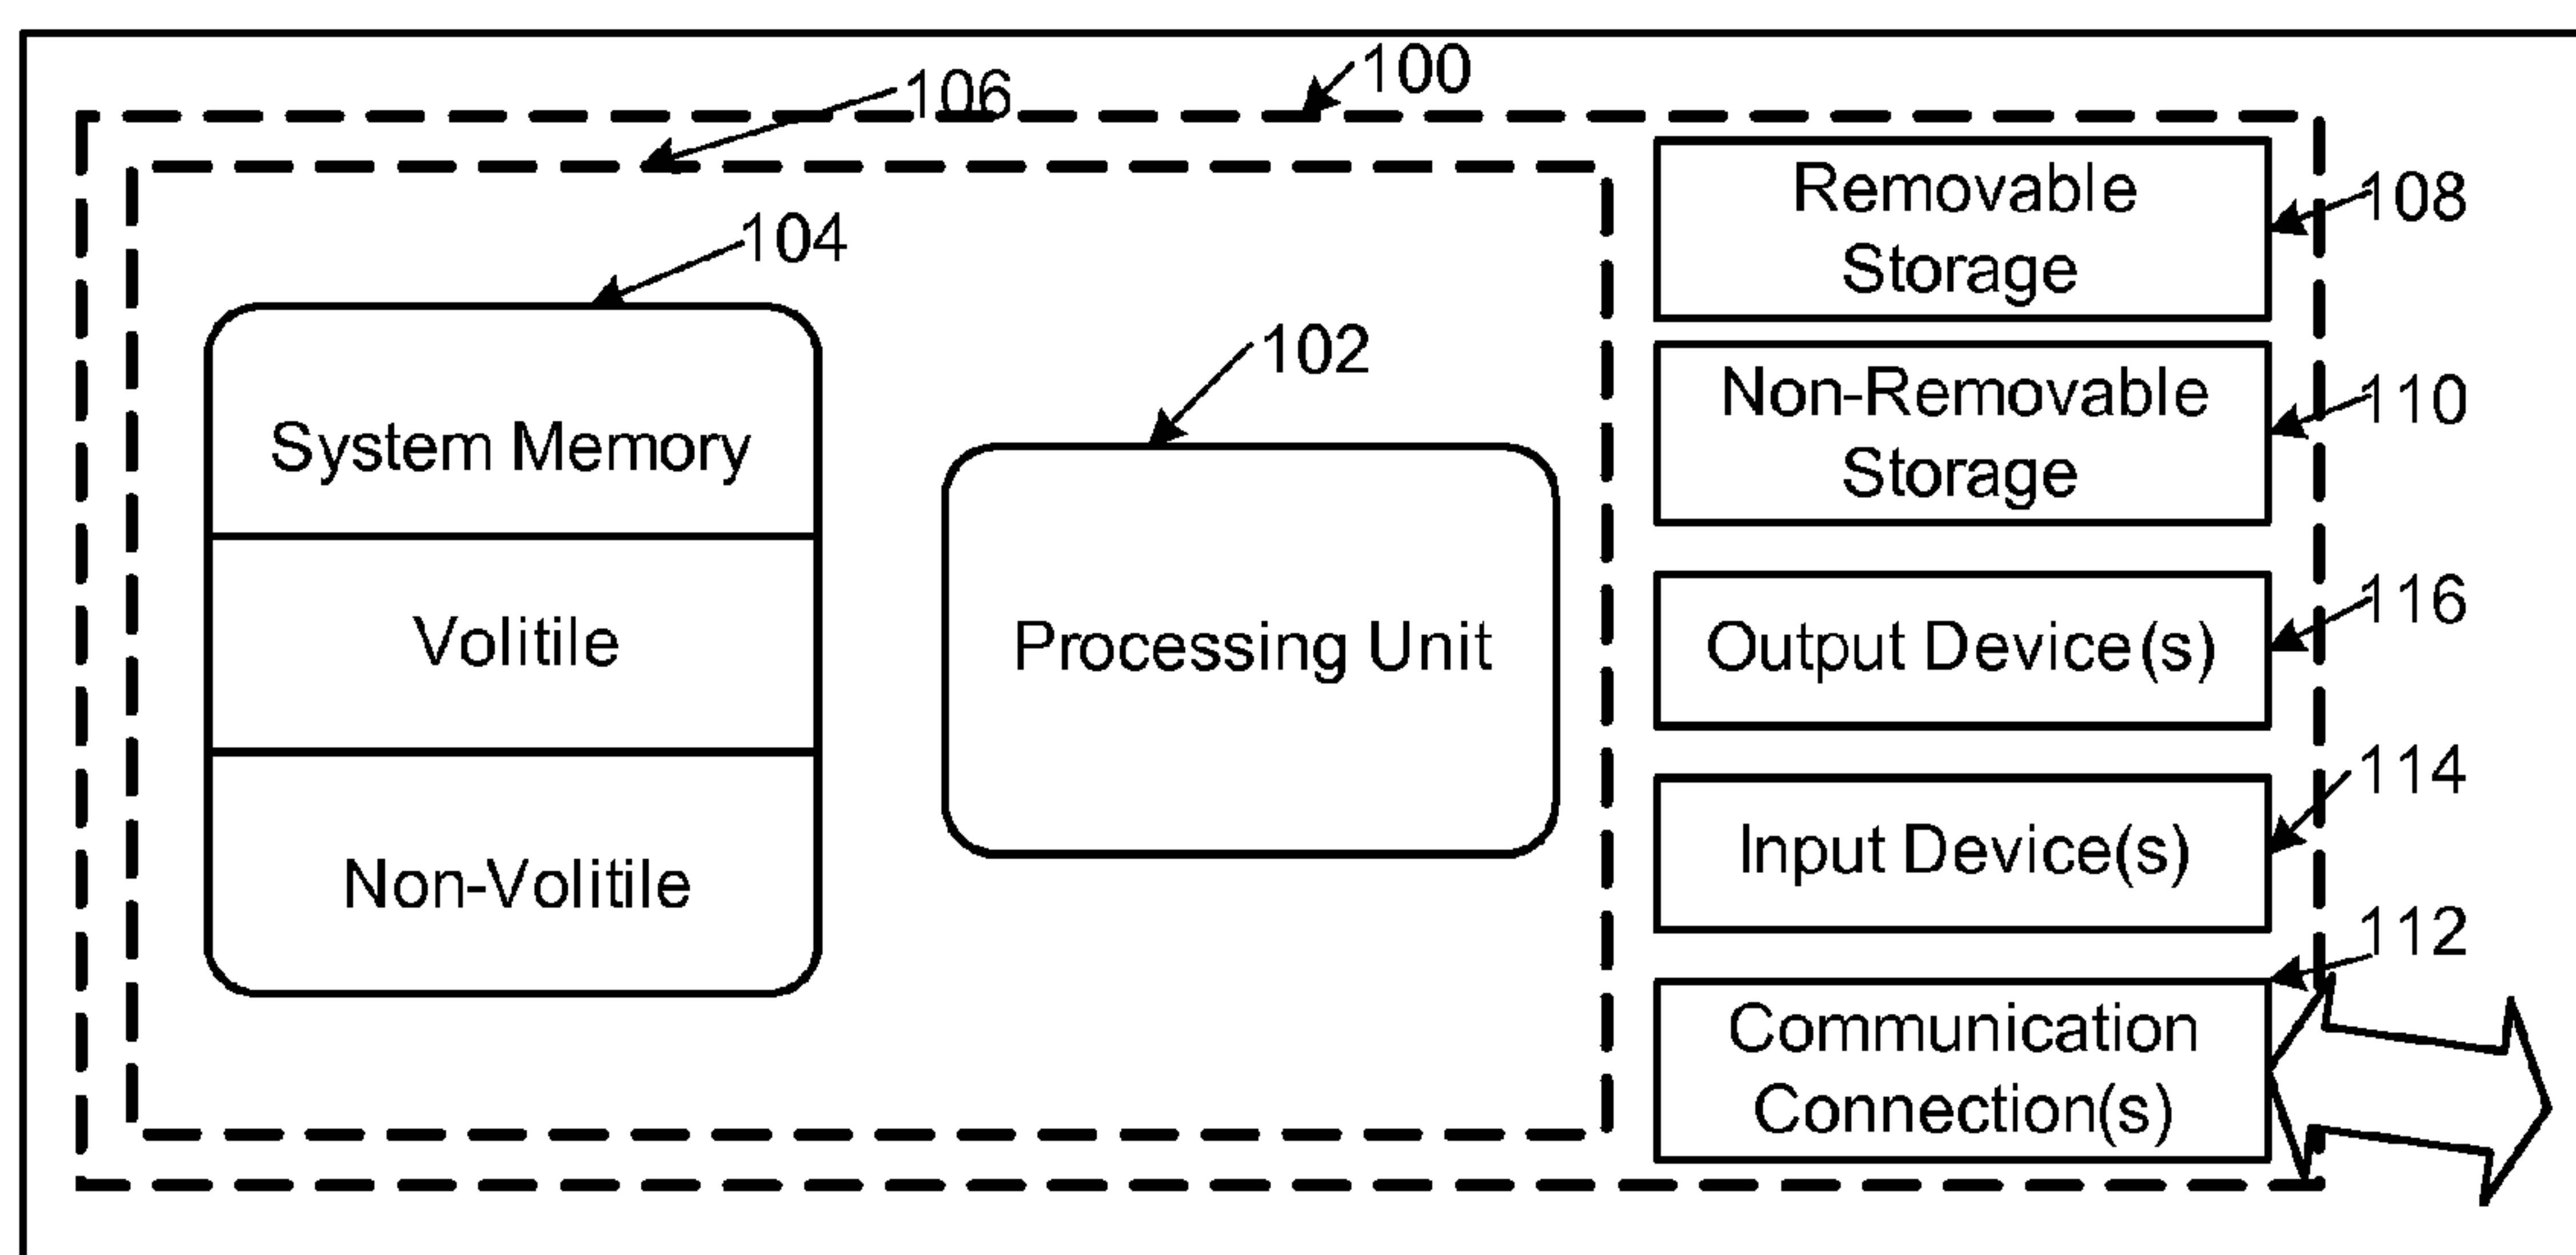 100
106
Removable
Storage
108
104
Non-Removable
Storage
110
102
System Memory
Volitile
Non-Volitile
Processing Unit
Output Device(s)
116
Input Device(s)
114
112
Communication
Connection(s)